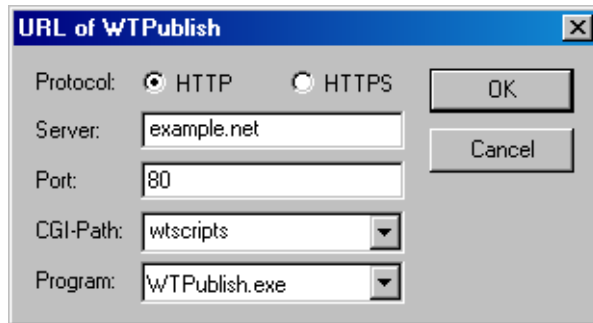 URL of WTPublish
Protocol: HTTP HTTPS OK
Server: example.net
Cancel
Port: 80
CGI-Path: wtscripts
Program: WTPublish.exe